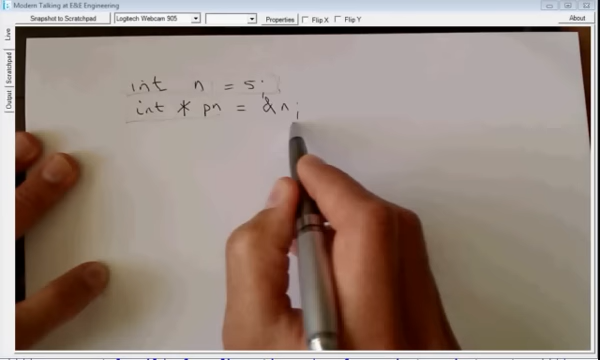 Modern Talking at E&E Engineering
Snapshot to Scratchpad
Logitech Webcam 905
Properties
Flip X
Flip Y
About
Live
Scratchpad
Output
int n = 5;
int * pn = &n;